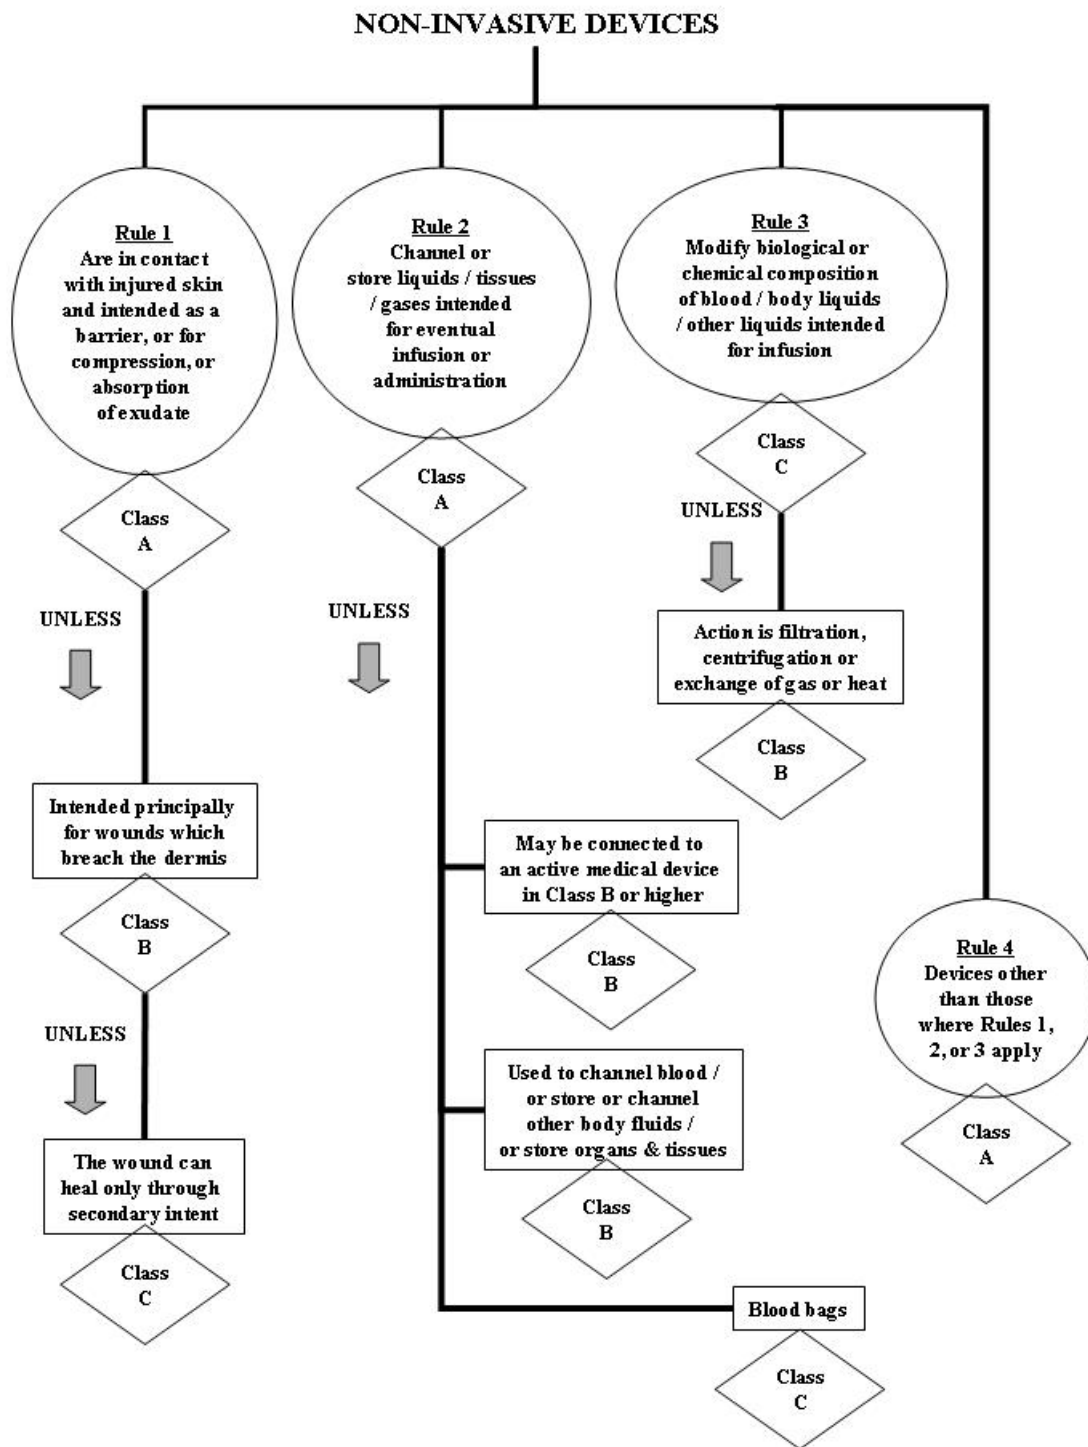 NON-INVASIVE DEVICES
Rule 1
Are in contact
with injured skin
and intended as a
barrier, or for
compression, or
absorption
of exudate
Class
A
UNLESS
Intended principally
for wounds which
breach the dermis
Class
B
UNLESS
The wound can
heal only through
secondary intent
Class
C
Rule 2
Channel or
store liquids / tissues
/ gases intended
for eventual
infusion or
administration
Class
A
UNLESS
May be connected to
an active medical device
in Class B or higher
Class
B
Used to channel blood /
or store or channel
other body fluids /
or store organs & tissues
Class
B
Blood bags
Class
C
Rule 3
Modify biological or
chemical composition
of blood / body liquids
/ other liquids intended
for infusion
Class
C
UNLESS
Action is filtration,
centrifugation or
exchange of gas or heat
Class
B
Rule 4
Devices other
than those
where Rules 1,
2, or 3 apply
Class
A